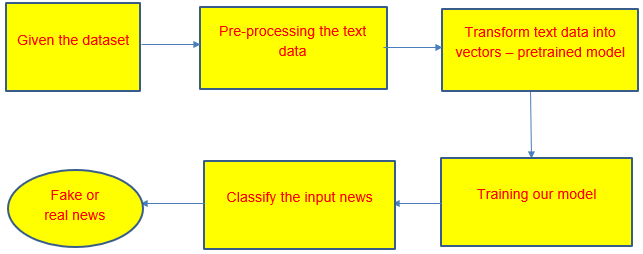 Given the dataset
Pre-processing the text
data
Transform text data into
vectors – pretrained model
Training our model
Classify the input news
Fake or
real news